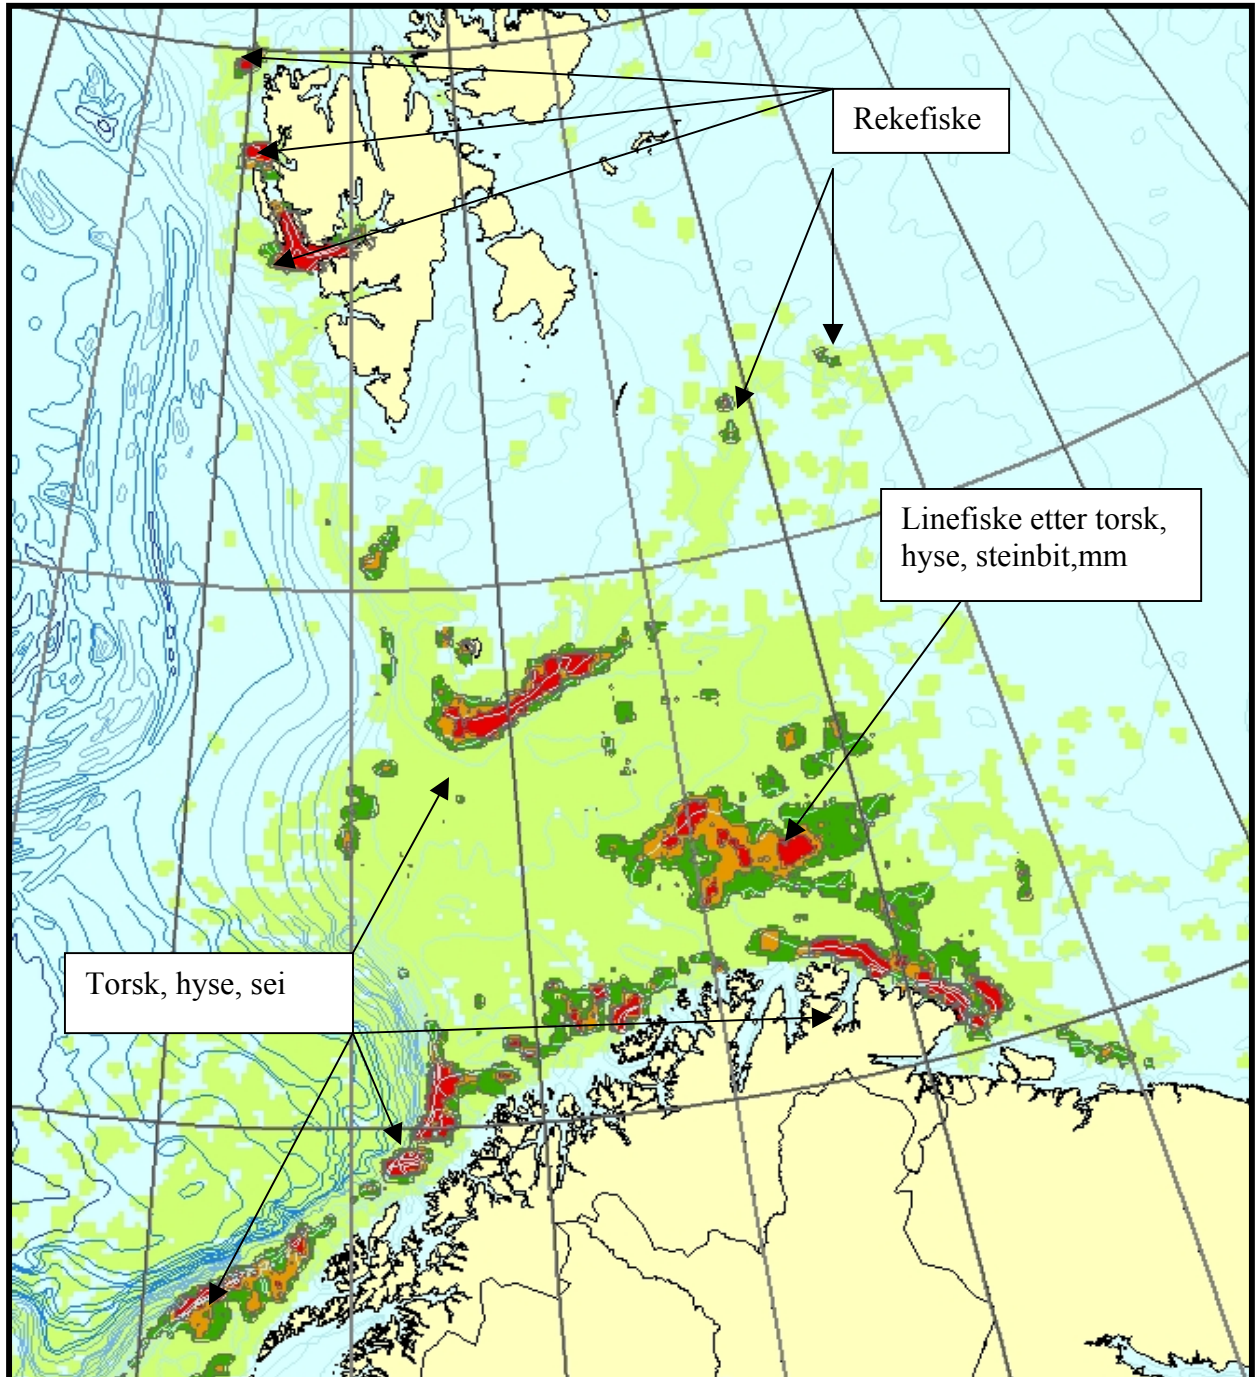 Rekefiske
Linefiske etter torsk,
hyse, steinbit,mm
Torsk, hyse, sei